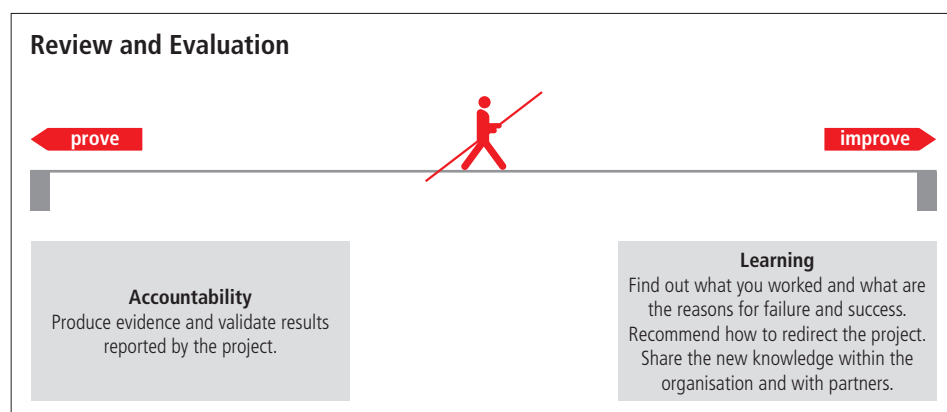 Review and Evaluation
prove
improve
Accountability
Produce evidence and validate results
reported by the project.
Learning
Find out what you worked and what are
the reasons for failure and success.
Recommend how to redirect the project.
Share the new knowledge within the
organisation and with partners.